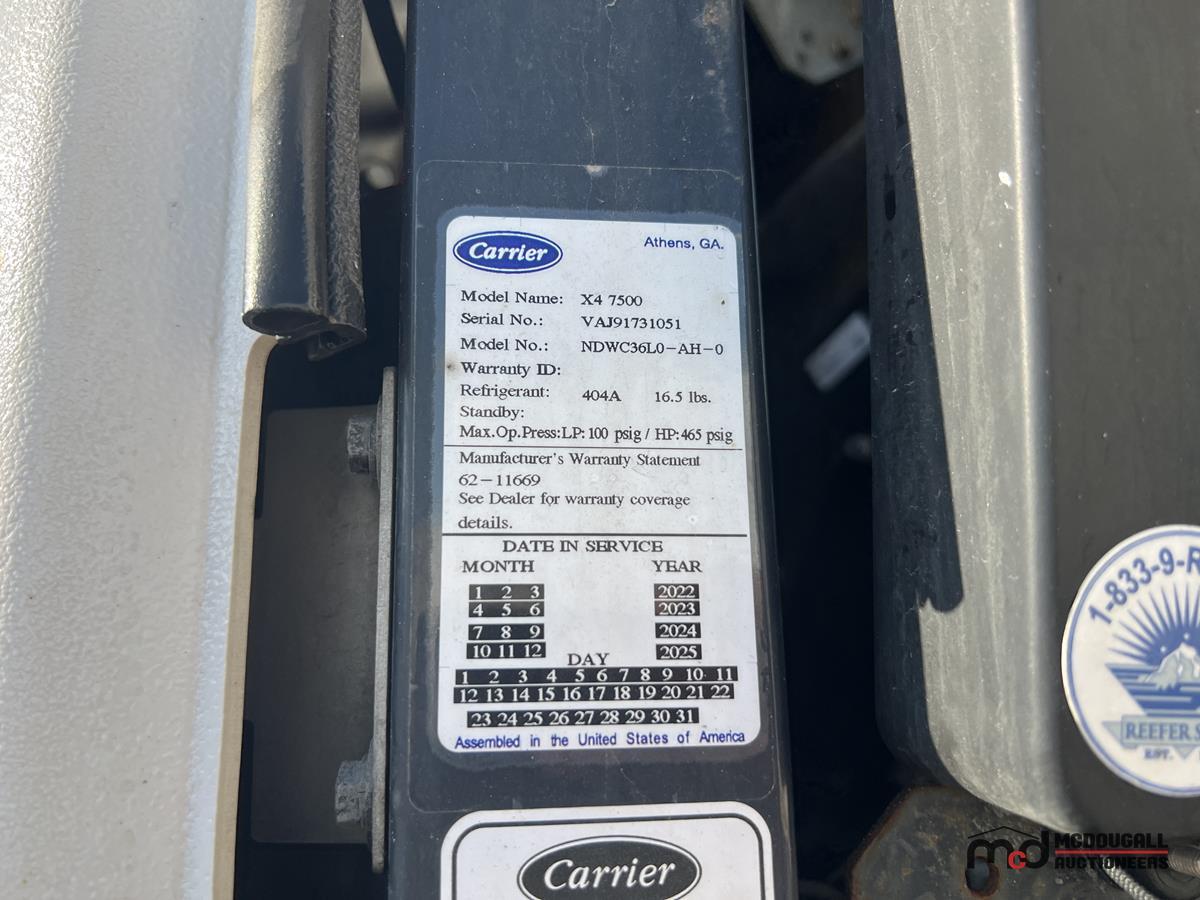 Carrier
Athens, GA.
Model Name: X4 7500
Serial No.: VAJ91731051
Model No.: NDWC36L0-AH-0
Warranty ID:
Refrigerant: 404A 16.5 lbs.
Standby:
Max.Op.Press:LP: 100 psig / HP: 465 psig
Manufacturer's Warranty Statement
62-11669
See Dealer for warranty coverage
details.
DATE IN SERVICE
MONTH YEAR
1 2 3 2022
4 5 6 2023
7 8 9 2024
10 11 12 2025
DAY
1 2 3 4 5 6 7 8 9 10 11
12 13 14 15 16 17 18 19 20 21 22
23 24 25 26 27 28 29 30 31
Assembled in the United States of America
Carrier
1-833-9-R
REEFER S
EST.
mcd MCDOUGALL
AUCTIONEERS